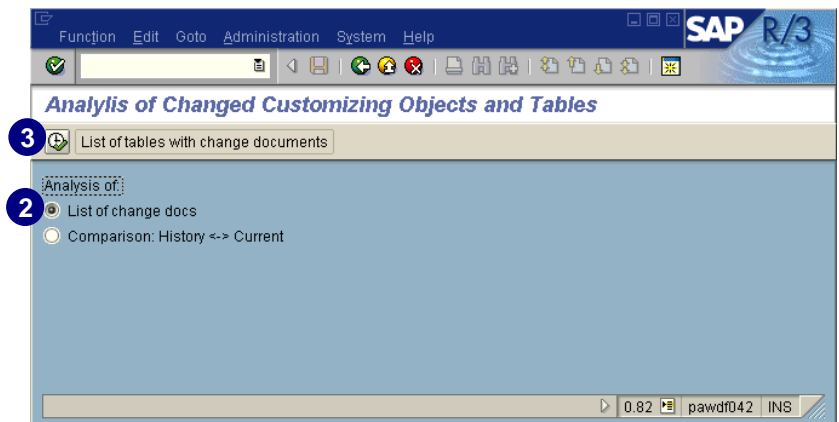 Function Edit Goto Administration System Help
SAP R/3
Analylis of Changed Customizing Objects and Tables
3 List of tables with change documents
Analysis of:
2 List of change docs
Comparison: History <-> Current
0.82 pawdf042 INS